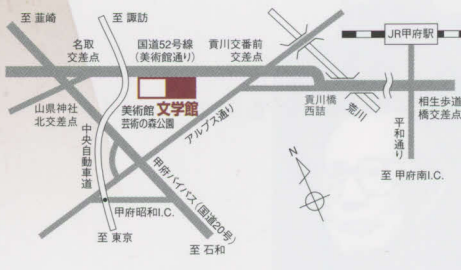 至 韮崎
至 諏訪
JR甲府駅
名取
交差点
国道52号線
(美術館通り)
貢川交番前
交差点
山県神社
北交差点
美術館
文学館
芸術の森公園
アルプス通り
貢川橋
西詰
荒川
相生歩道
橋交差点
平和通り
中央自動車道
甲府バイパス(国道20号)
N
至 甲府南I.C.
甲府昭和I.C.
至 東京
至 石和